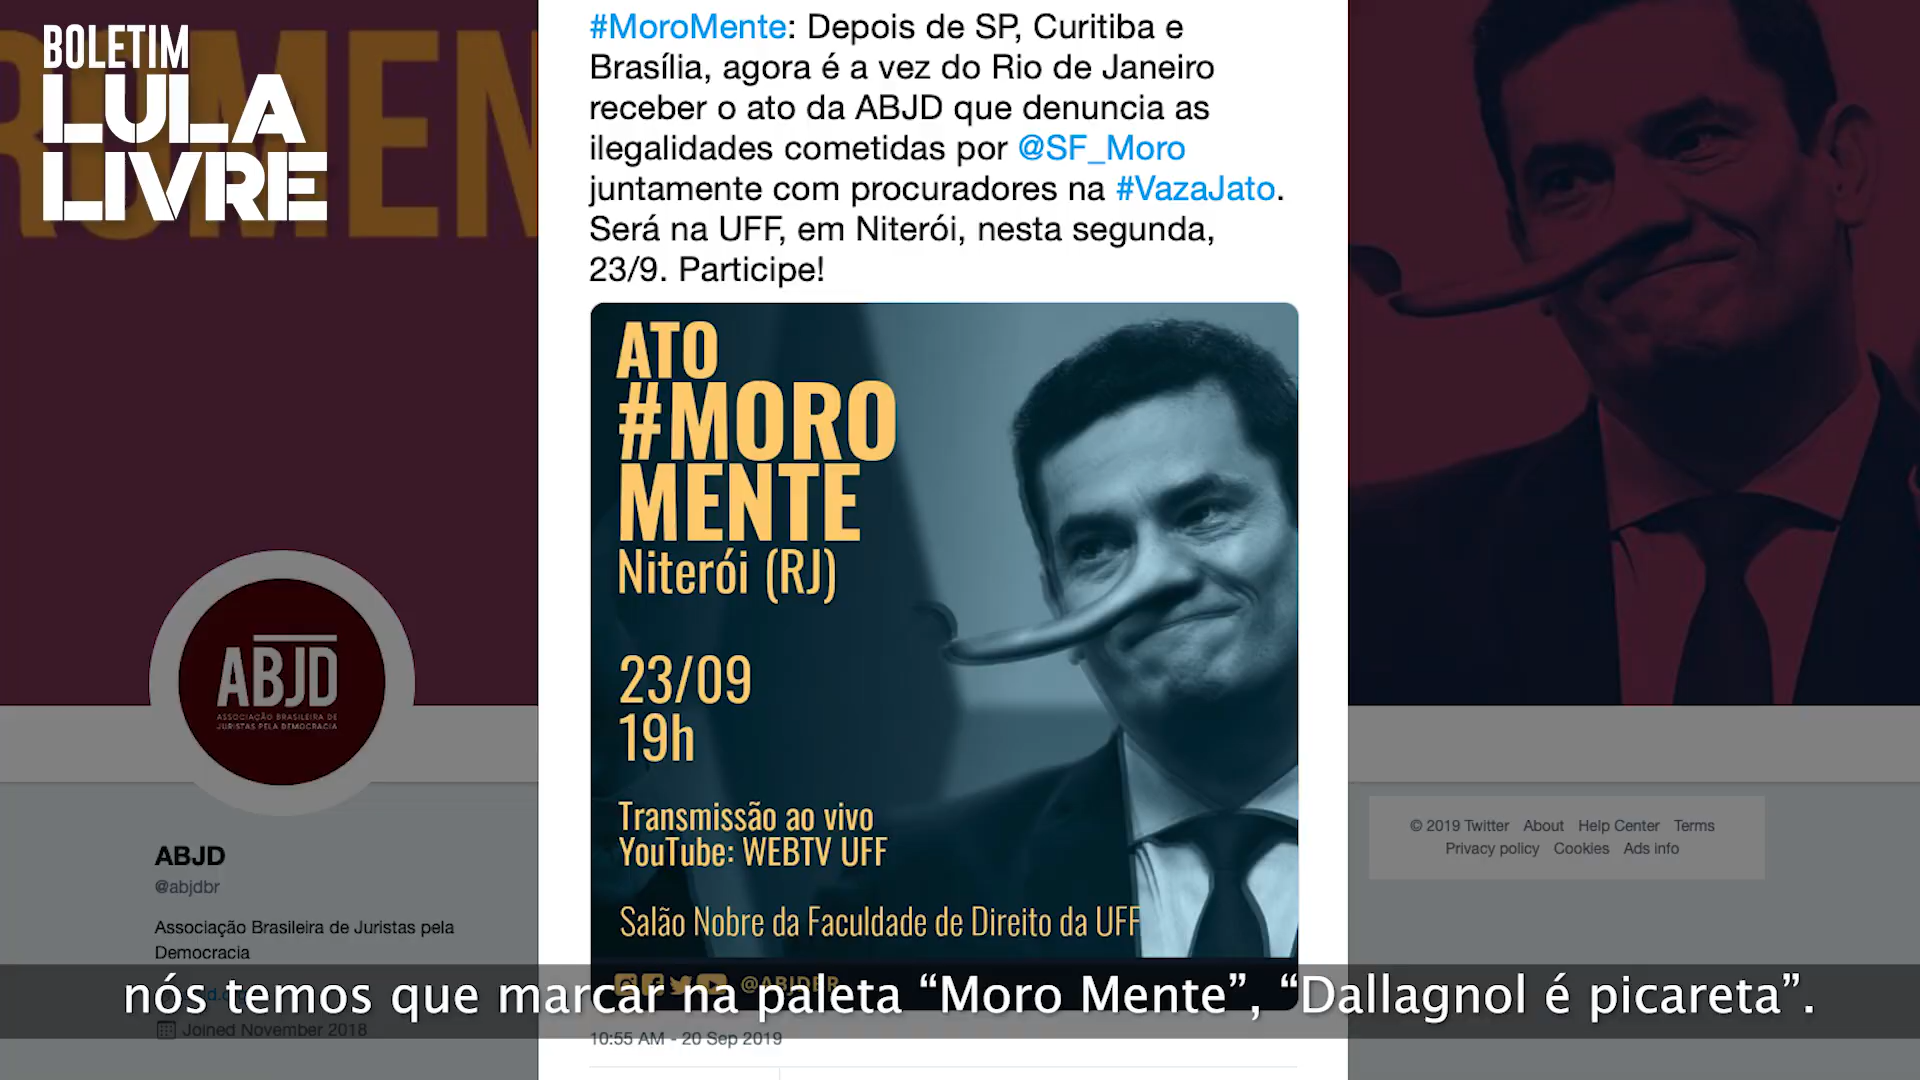 BOLETIM
LULA
LIVRE
ROMEN
#MoroMente: Depois de SP, Curitiba e
Brasília, agora é a vez do Rio de Janeiro
receber o ato da ABJD que denuncia as
ilegalidades cometidas por @SF_Moro
juntamente com procuradores na #VazaJato.
Será na UFF, em Niterói, nesta segunda,
23/9. Participe!
ATO
#MORO
MENTE
Niterói (RJ)
23/09
19h
Transmissão ao vivo
YouTube: WEBTV UFF
Salão Nobre da Faculdade de Direito da UFF
@ABJDBR
10:55 AM - 20 Sep 2019
ABJD
ASSOCIAÇÃO BRASILEIRA DE
JURISTAS PELA DEMOCRACIA
ABJD
@abjdbr
Associação Brasileira de Juristas pela
Democracia
Joined November 2018
© 2019 Twitter About Help Center Terms
Privacy policy Cookies Ads info
nós temos que marcar na paleta “Moro Mente”, “Dallagnol é picareta”.